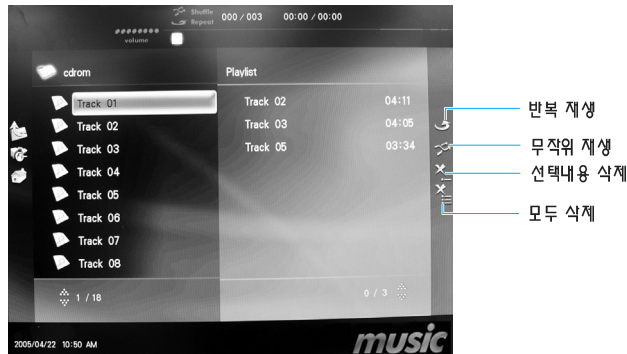 Shuffle
Repeat
000 / 003 00:00 / 00:00
volume
cdrom
Playlist
Track 01
Track 02
Track 03
Track 04
Track 05
Track 06
Track 07
Track 08
1 / 18
Track 02 04:11
Track 03 04:05
Track 05 03:34
0 / 3
반복 재생
무작위 재생
선택내용 삭제
모두 삭제
2005/04/22 10:50 AM
music